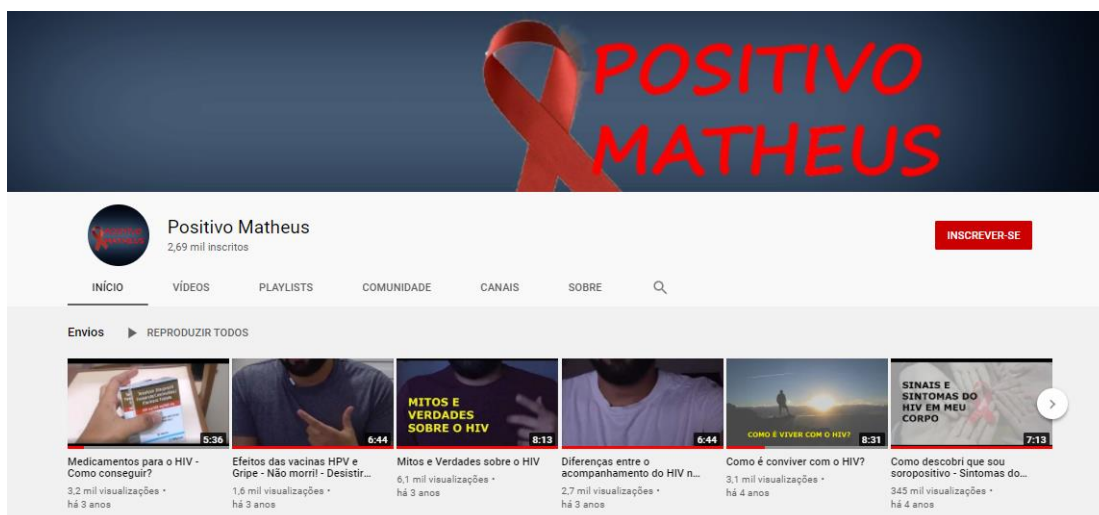 POSITIVO
MATHEUS
Positivo Matheus
2,69 mil inscritos
INSCREVER-SE
INÍCIO VÍDEOS PLAYLISTS COMUNIDADE CANAIS SOBRE
Envios REPRODUZIR TODOS
5:36
6:44
MITOS E
VERDADES
SOBRE O HIV
8:13
6:44
COMO É VIVER COM O HIV?
8:31
SINAIS E
SINTOMAS DO
HIV EM MEU
CORPO
7:13
Medicamentos para o HIV -
Como conseguir?
3,2 mil visualizações •
há 3 anos
Efeitos das vacinas HPV e
Gripe - Não morri! - Desistir...
1,6 mil visualizações •
há 3 anos
Mitos e Verdades sobre o HIV
6,1 mil visualizações •
há 3 anos
Diferenças entre o
acompanhamento do HIV n...
2,7 mil visualizações •
há 3 anos
Como é conviver com o HIV?
3,1 mil visualizações •
há 4 anos
Como descobri que sou
soropositivo - Sintomas do...
345 mil visualizações •
há 4 anos